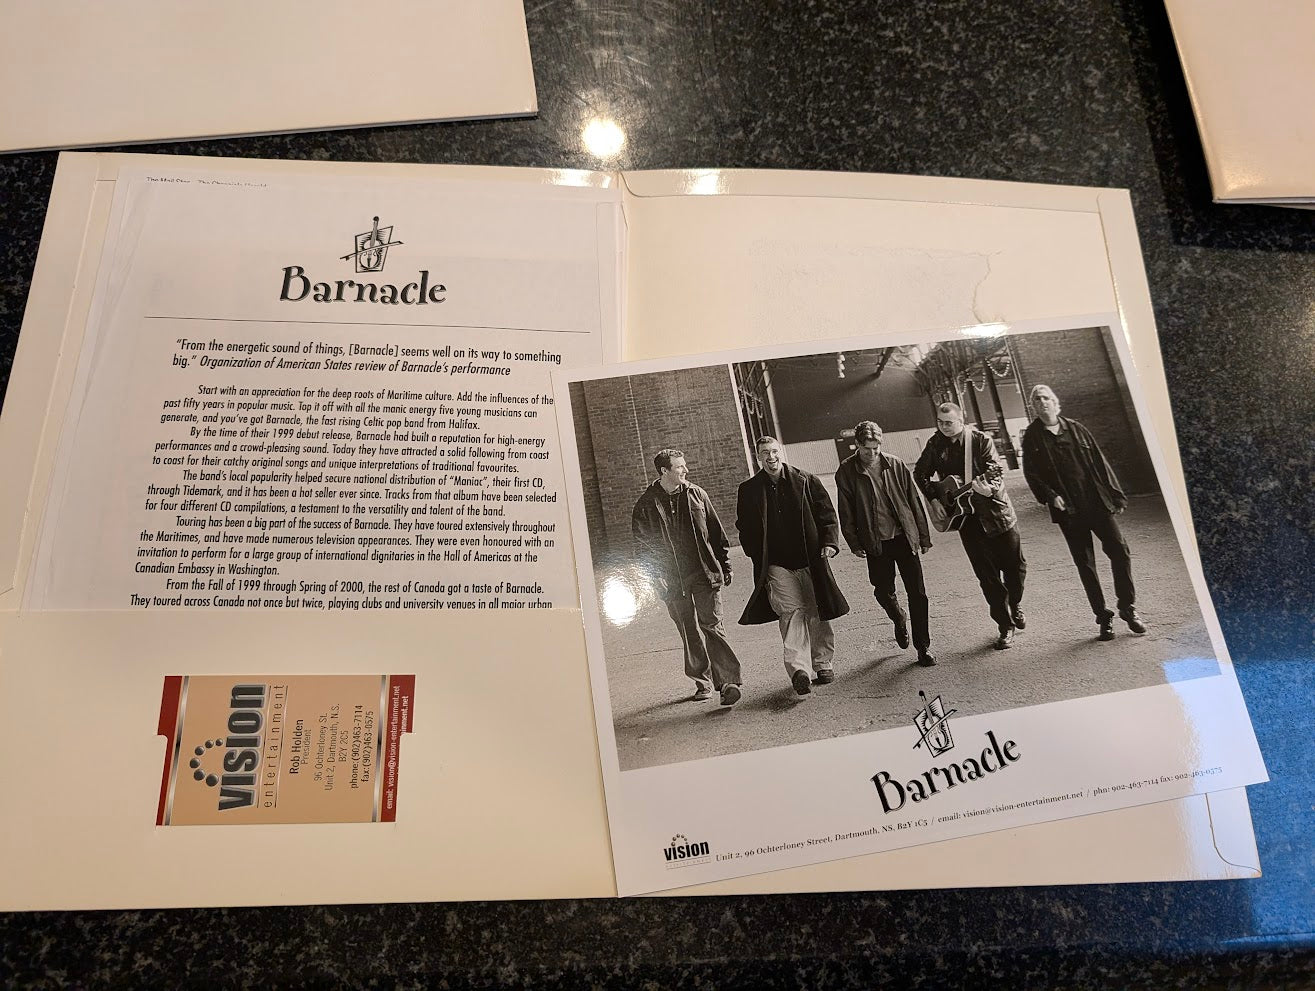 The Mail Star - The Chronicle Herald
Barnacle
“From the energetic sound of things, [Barnacle] seems well on its way to something
big.” Organization of American States review of Barnacle's performance
Start with an appreciation for the deep roots of Maritime culture. Add the influences of the
past fifty years in popular music. Top it off with all the manic energy five young musicians can
generate, and you've got Barnacle, the fast rising Celtic pop band from Halifax.
By the time of their 1999 debut release, Barnacle had built a reputation for high-energy
performances and a crowd-pleasing sound. Today they have attracted a solid following from coast
to coast for their catchy original songs and unique interpretations of traditional favourites.
The band's local popularity helped secure national distribution of “Maniac”, their first CD,
through Tidemark, and it has been a hot seller ever since. Tracks from that album have been selected
for four different CD compilations, a testament to the versatility and talent of the band.
Touring has been a big part of the success of Barnacle. They have toured extensively throughout
the Maritimes, and have made numerous television appearances. They were even honoured with an
invitation to perform for a large group of international dignitaries in the Hall of Americas at the
Canadian Embassy in Washington.
From the Fall of 1999 through Spring of 2000, the rest of Canada got a taste of Barnacle.
They toured across Canada not once but twice, playing clubs and university venues in all major urban
vision
entertainment
Rob Holden
President
96 Ochterloney St.
Unit 2, Dartmouth, N.S.
B2Y 2C5
phone:(902)463-7114
fax:(902)463-0575
email: vision@vision-entertainment.net
Barnacle
vision
Unit 2, 96 Ochterloney Street, Dartmouth, NS, B2Y 1C5 / email: vision@vision-entertainment.net / phn: 902-463-7114 fax: 902-463-0575